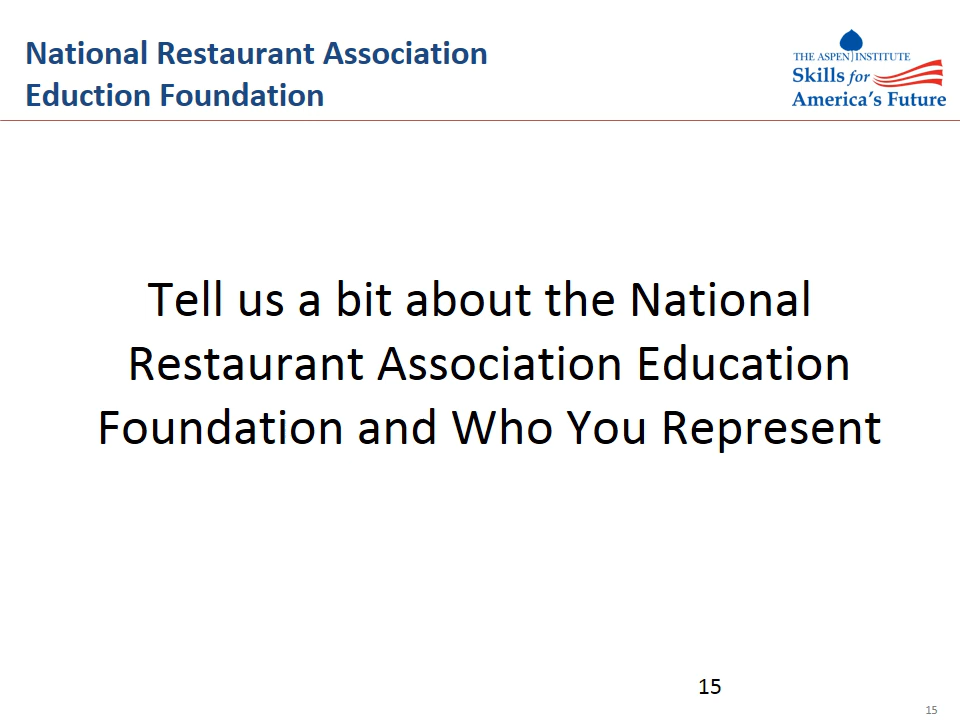 National Restaurant Association
Eduction Foundation
THE ASPEN INSTITUTE
Skills for
America's Future
Tell us a bit about the National
Restaurant Association Education
Foundation and Who You Represent
15
15